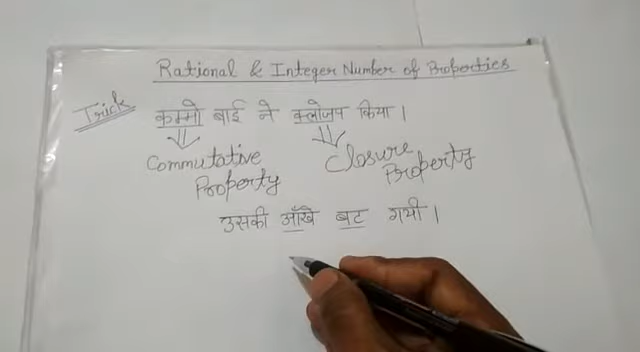 Rational & Integer Number of Properties
Trick
कम्मो बाई ने क्लोजप किया।
Commutative Property
Closure Property
उसकी आँखे बट गयी।